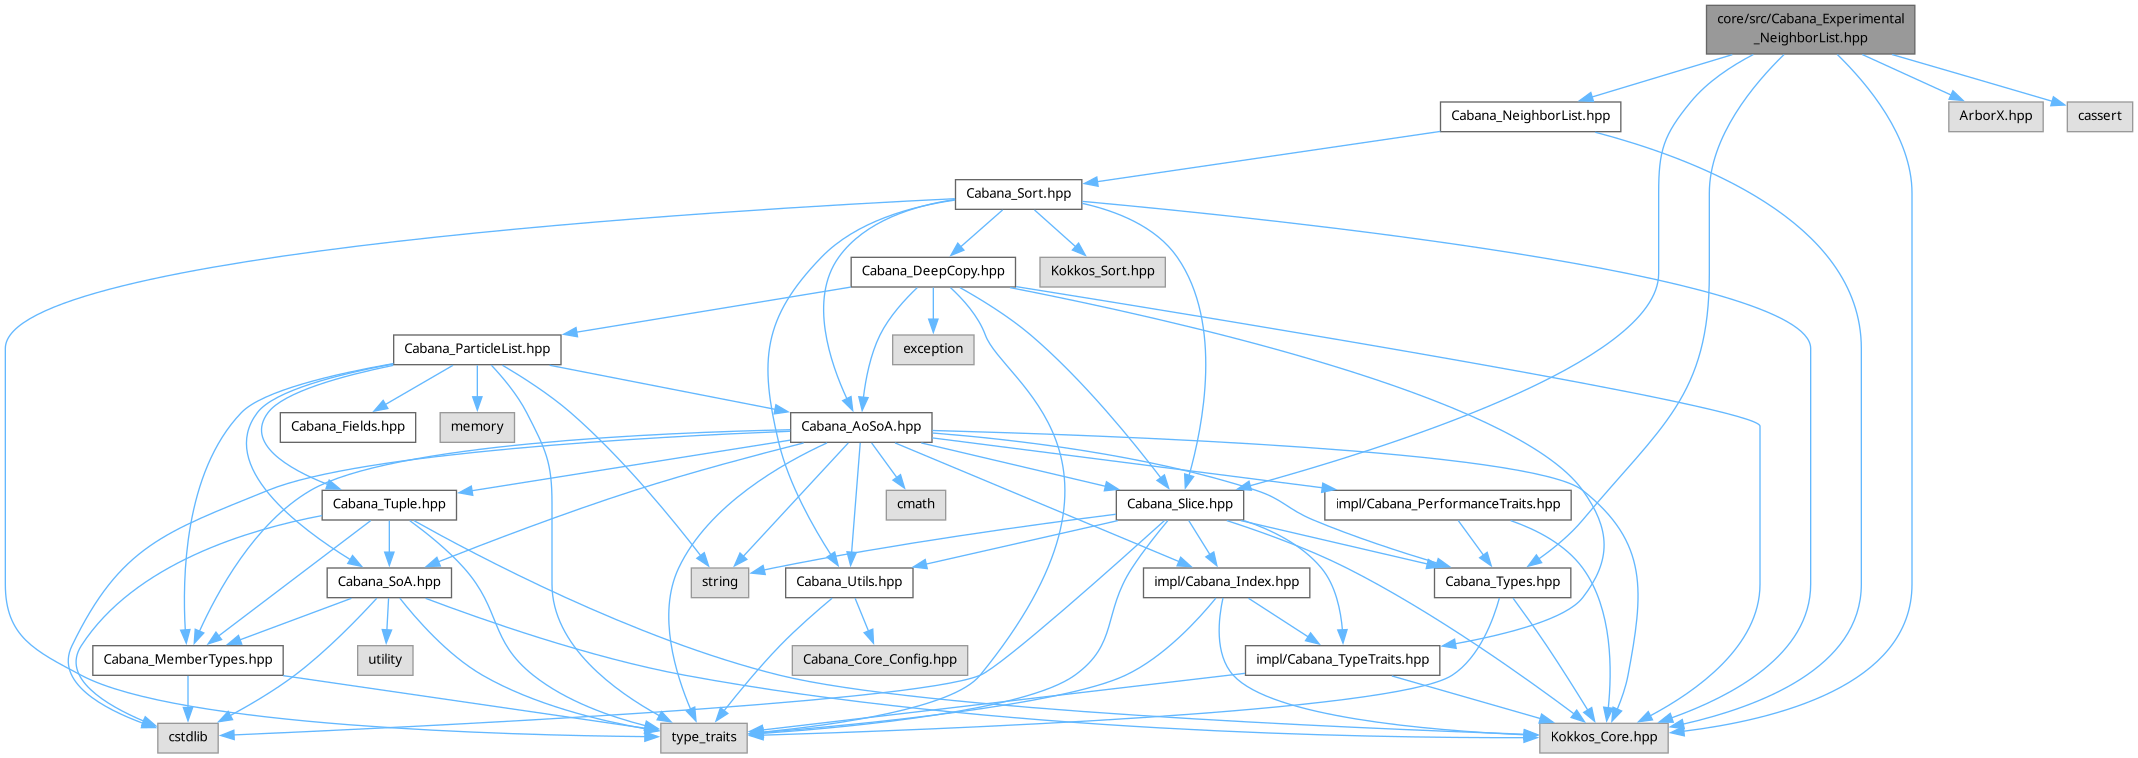 core/src/Cabana_Experimental
_NeighborList.hpp
Cabana_NeighborList.hpp
ArborX.hpp
cassert
Cabana_Sort.hpp
Cabana_DeepCopy.hpp
Kokkos_Sort.hpp
Cabana_ParticleList.hpp
exception
Cabana_Fields.hpp
memory
Cabana_AoSoA.hpp
Cabana_Tuple.hpp
cmath
Cabana_Slice.hpp
impl/Cabana_PerformanceTraits.hpp
Cabana_SoA.hpp
string
Cabana_Utils.hpp
impl/Cabana_Index.hpp
Cabana_Types.hpp
Cabana_MemberTypes.hpp
utility
Cabana_Core_Config.hpp
impl/Cabana_TypeTraits.hpp
cstdlib
type_traits
Kokkos_Core.hpp